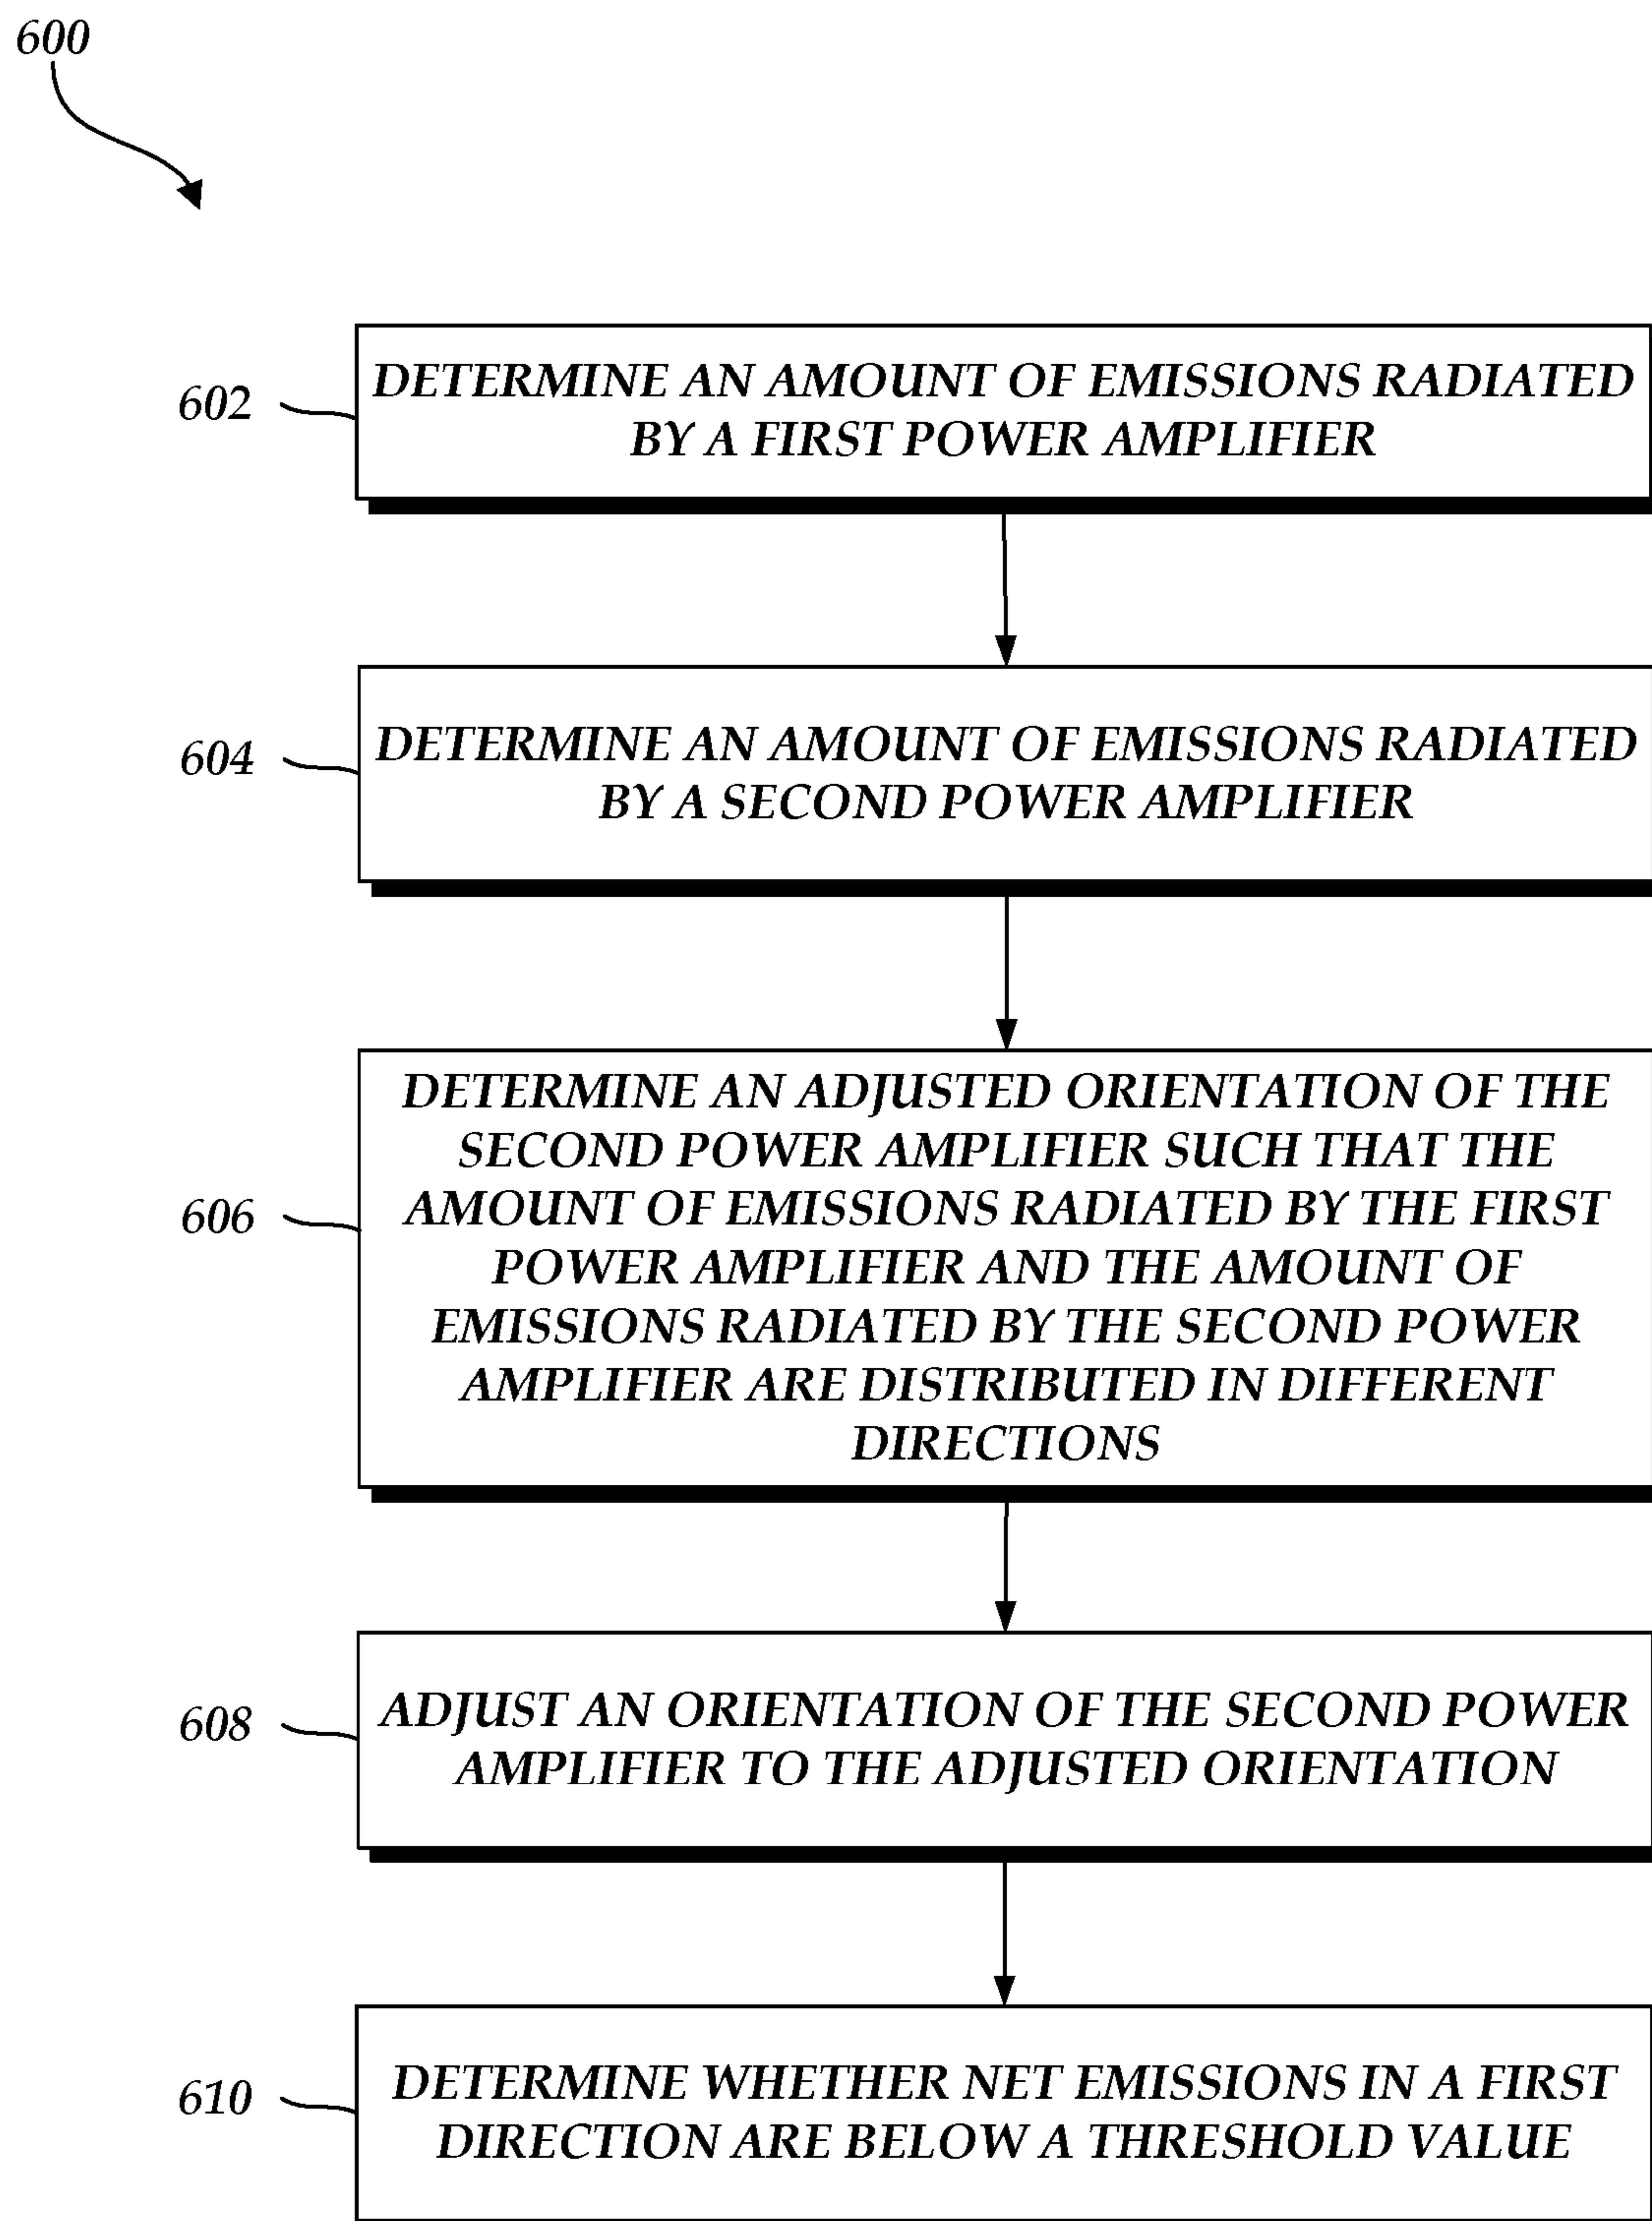 600
602
DETERMINE AN AMOUNT OF EMISSIONS RADIATED
BY A FIRST POWER AMPLIFIER
604
DETERMINE AN AMOUNT OF EMISSIONS RADIATED
BY A SECOND POWER AMPLIFIER
606
DETERMINE AN ADJUSTED ORIENTATION OF THE
SECOND POWER AMPLIFIER SUCH THAT THE
AMOUNT OF EMISSIONS RADIATED BY THE FIRST
POWER AMPLIFIER AND THE AMOUNT OF
EMISSIONS RADIATED BY THE SECOND POWER
AMPLIFIER ARE DISTRIBUTED IN DIFFERENT
DIRECTIONS
608
ADJUST AN ORIENTATION OF THE SECOND POWER
AMPLIFIER TO THE ADJUSTED ORIENTATION
610
DETERMINE WHETHER NET EMISSIONS IN A FIRST
DIRECTION ARE BELOW A THRESHOLD VALUE